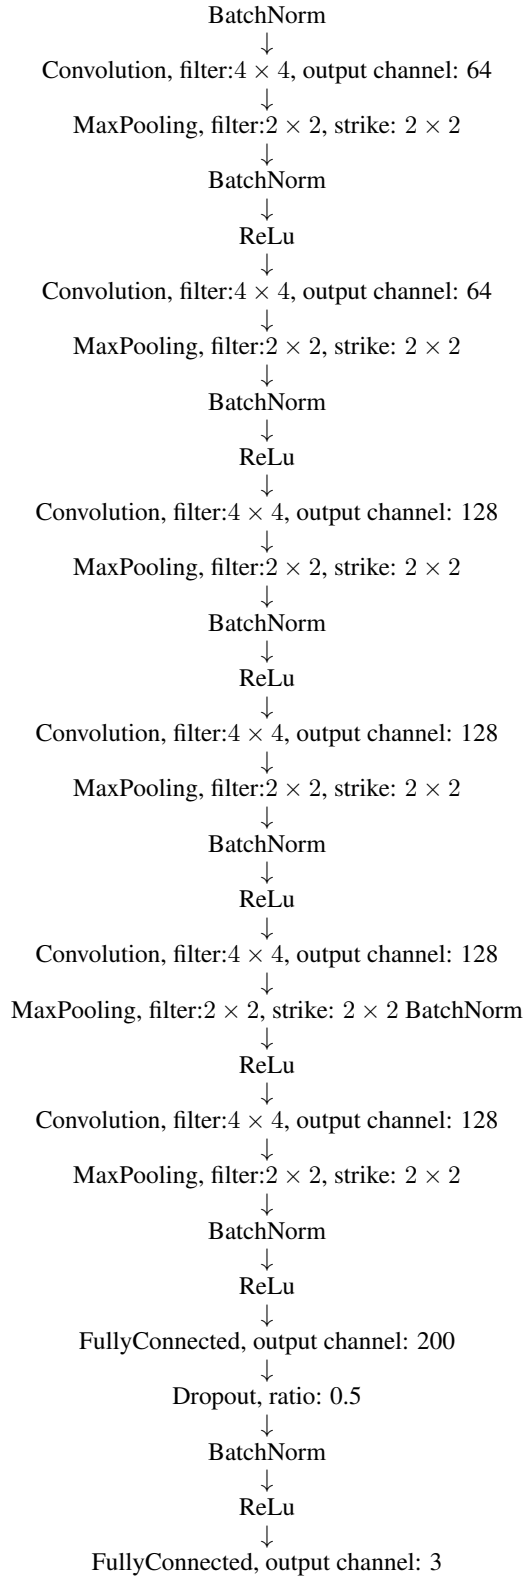 BatchNorm
↓
Convolution, filter:4 × 4, output channel: 64
↓
MaxPooling, filter:2 × 2, strike: 2 × 2
↓
BatchNorm
↓
ReLu
↓
Convolution, filter:4 × 4, output channel: 64
↓
MaxPooling, filter:2 × 2, strike: 2 × 2
↓
BatchNorm
↓
ReLu
↓
Convolution, filter:4 × 4, output channel: 128
↓
MaxPooling, filter:2 × 2, strike: 2 × 2
↓
BatchNorm
↓
ReLu
↓
Convolution, filter:4 × 4, output channel: 128
↓
MaxPooling, filter:2 × 2, strike: 2 × 2
↓
BatchNorm
↓
ReLu
↓
Convolution, filter:4 × 4, output channel: 128
↓
MaxPooling, filter:2 × 2, strike: 2 × 2 BatchNorm
↓
ReLu
↓
Convolution, filter:4 × 4, output channel: 128
↓
MaxPooling, filter:2 × 2, strike: 2 × 2
↓
BatchNorm
↓
ReLu
↓
FullyConnected, output channel: 200
↓
Dropout, ratio: 0.5
↓
BatchNorm
↓
ReLu
↓
FullyConnected, output channel: 3